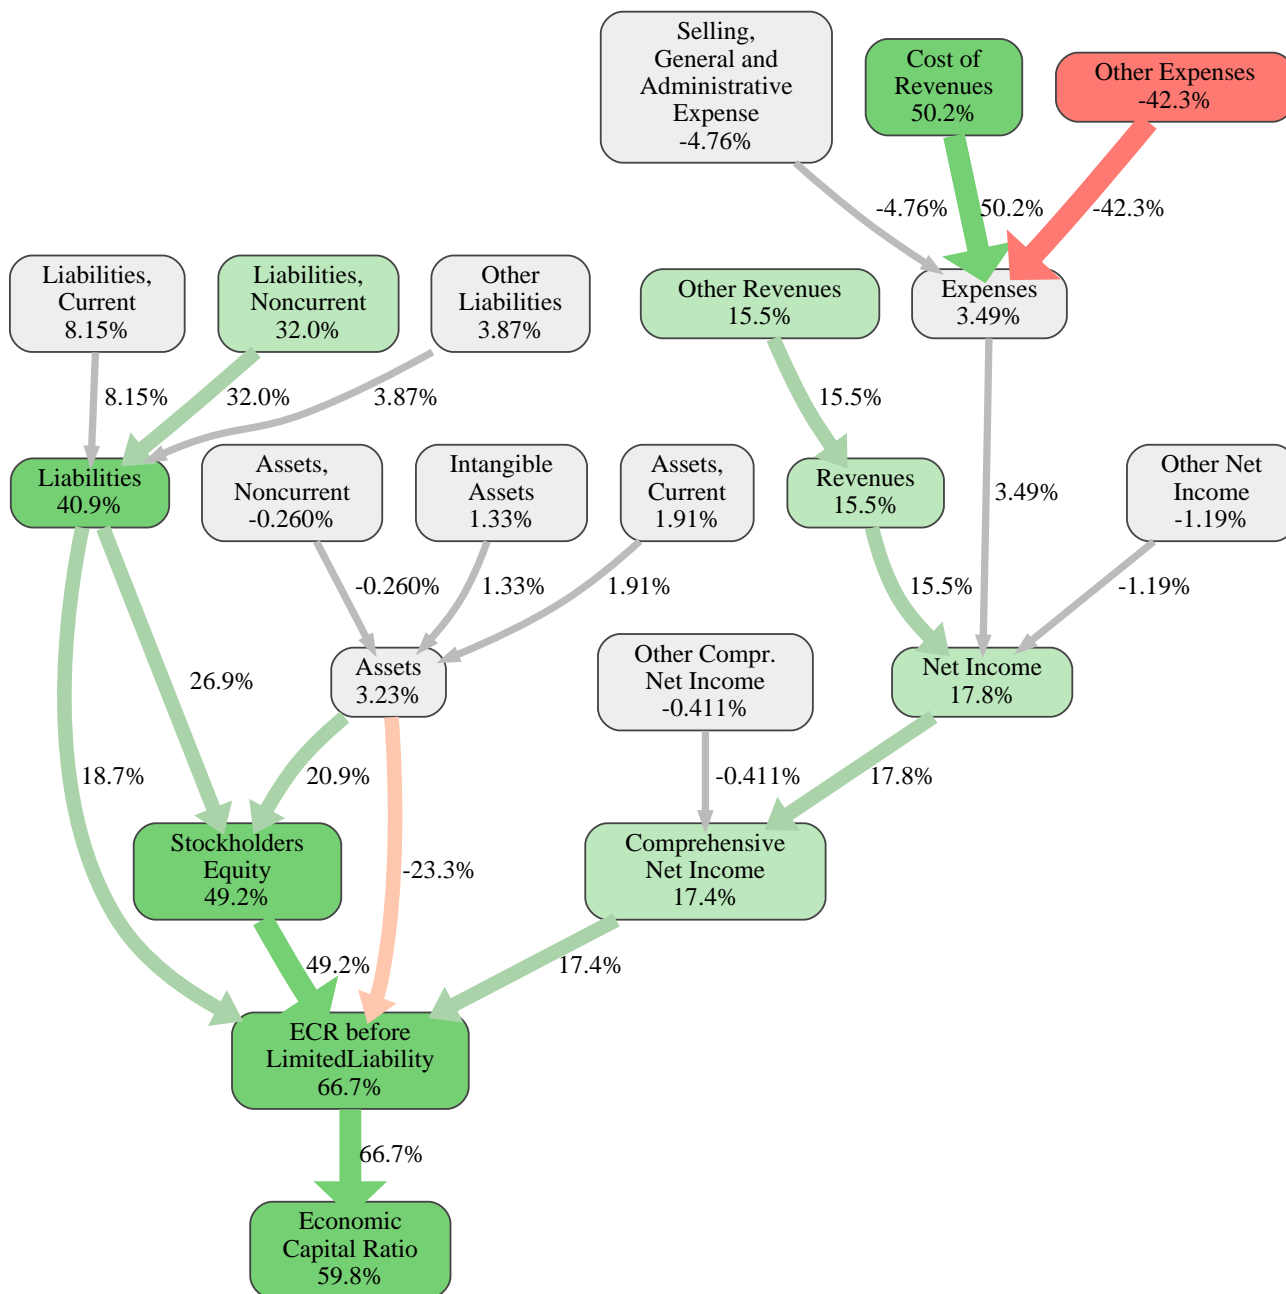 Selling,
General and
Administrative
Expense
-4.76%
Cost of
Revenues
50.2%
Other Expenses
-42.3%
-4.76%
50.2%
-42.3%
Liabilities,
Current
8.15%
Liabilities,
Noncurrent
32.0%
Other
Liabilities
3.87%
Other Revenues
15.5%
Expenses
3.49%
8.15%
32.0%
3.87%
15.5%
Liabilities
40.9%
Assets,
Noncurrent
-0.260%
Intangible
Assets
1.33%
Assets,
Current
1.91%
Revenues
15.5%
3.49%
Other Net
Income
-1.19%
-0.260%
1.33%
1.91%
15.5%
-1.19%
26.9%
Assets
3.23%
Other Compr.
Net Income
-0.411%
Net Income
17.8%
18.7%
20.9%
-0.411%
17.8%
Stockholders
Equity
49.2%
-23.3%
Comprehensive
Net Income
17.4%
49.2%
17.4%
ECR before
LimitedLiability
66.7%
66.7%
Economic
Capital Ratio
59.8%